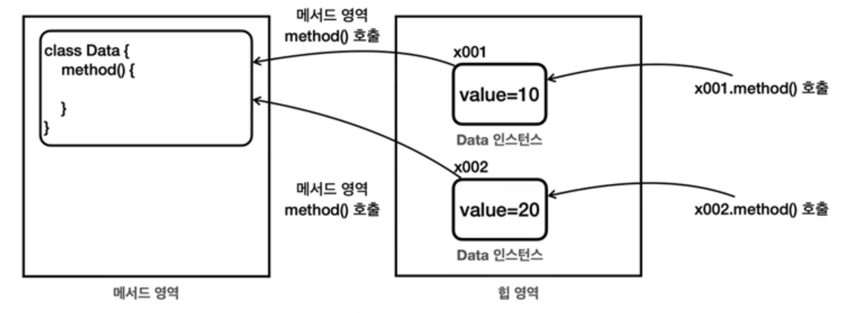 class Data {
method() {
}
}
메서드 영역
메서드 영역
method() 호출
메서드 영역
method() 호출
x001
value=10
Data 인스턴스
x002
value=20
Data 인스턴스
힙 영역
x001.method() 호출
x002.method() 호출